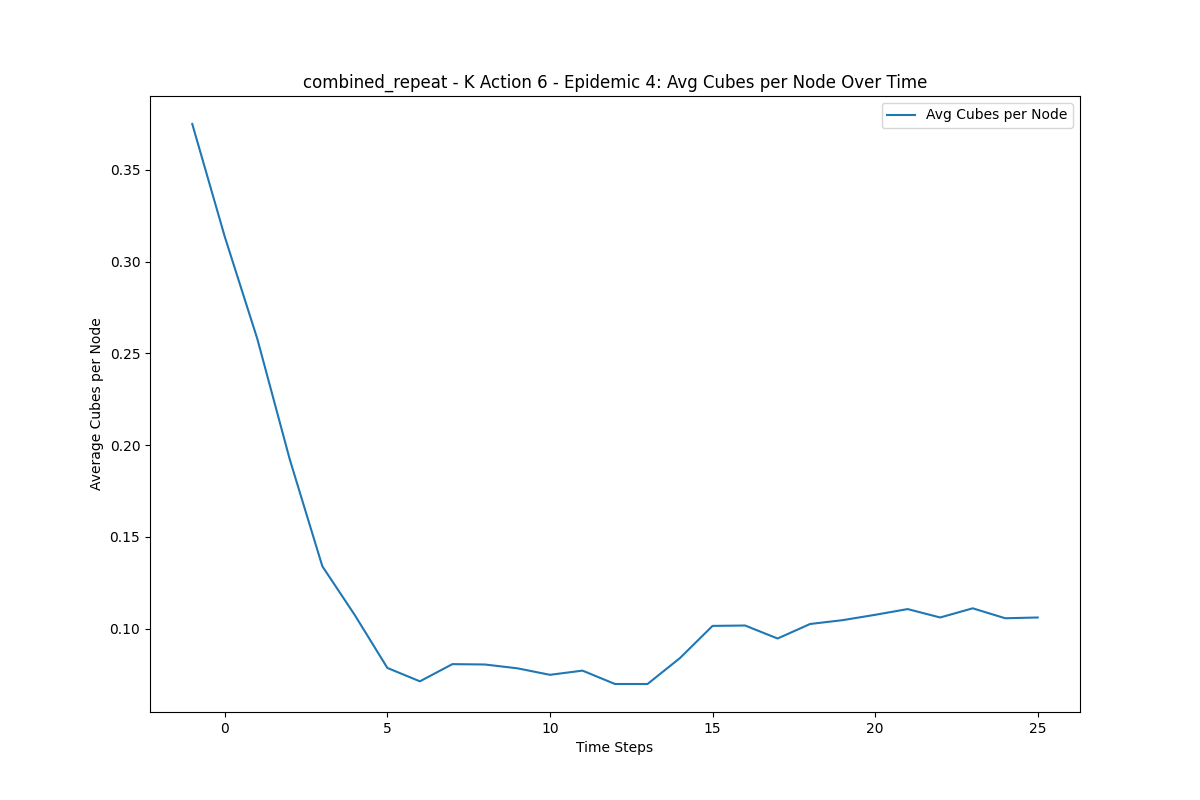 combined_repeat - K Action 6 - Epidemic 4: Avg Cubes per Node Over Time
Avg Cubes per Node
0.35
0.30
0.25
0.20
0.15
0.10
Average Cubes per Node
0 5 10 15 20 25
Time Steps